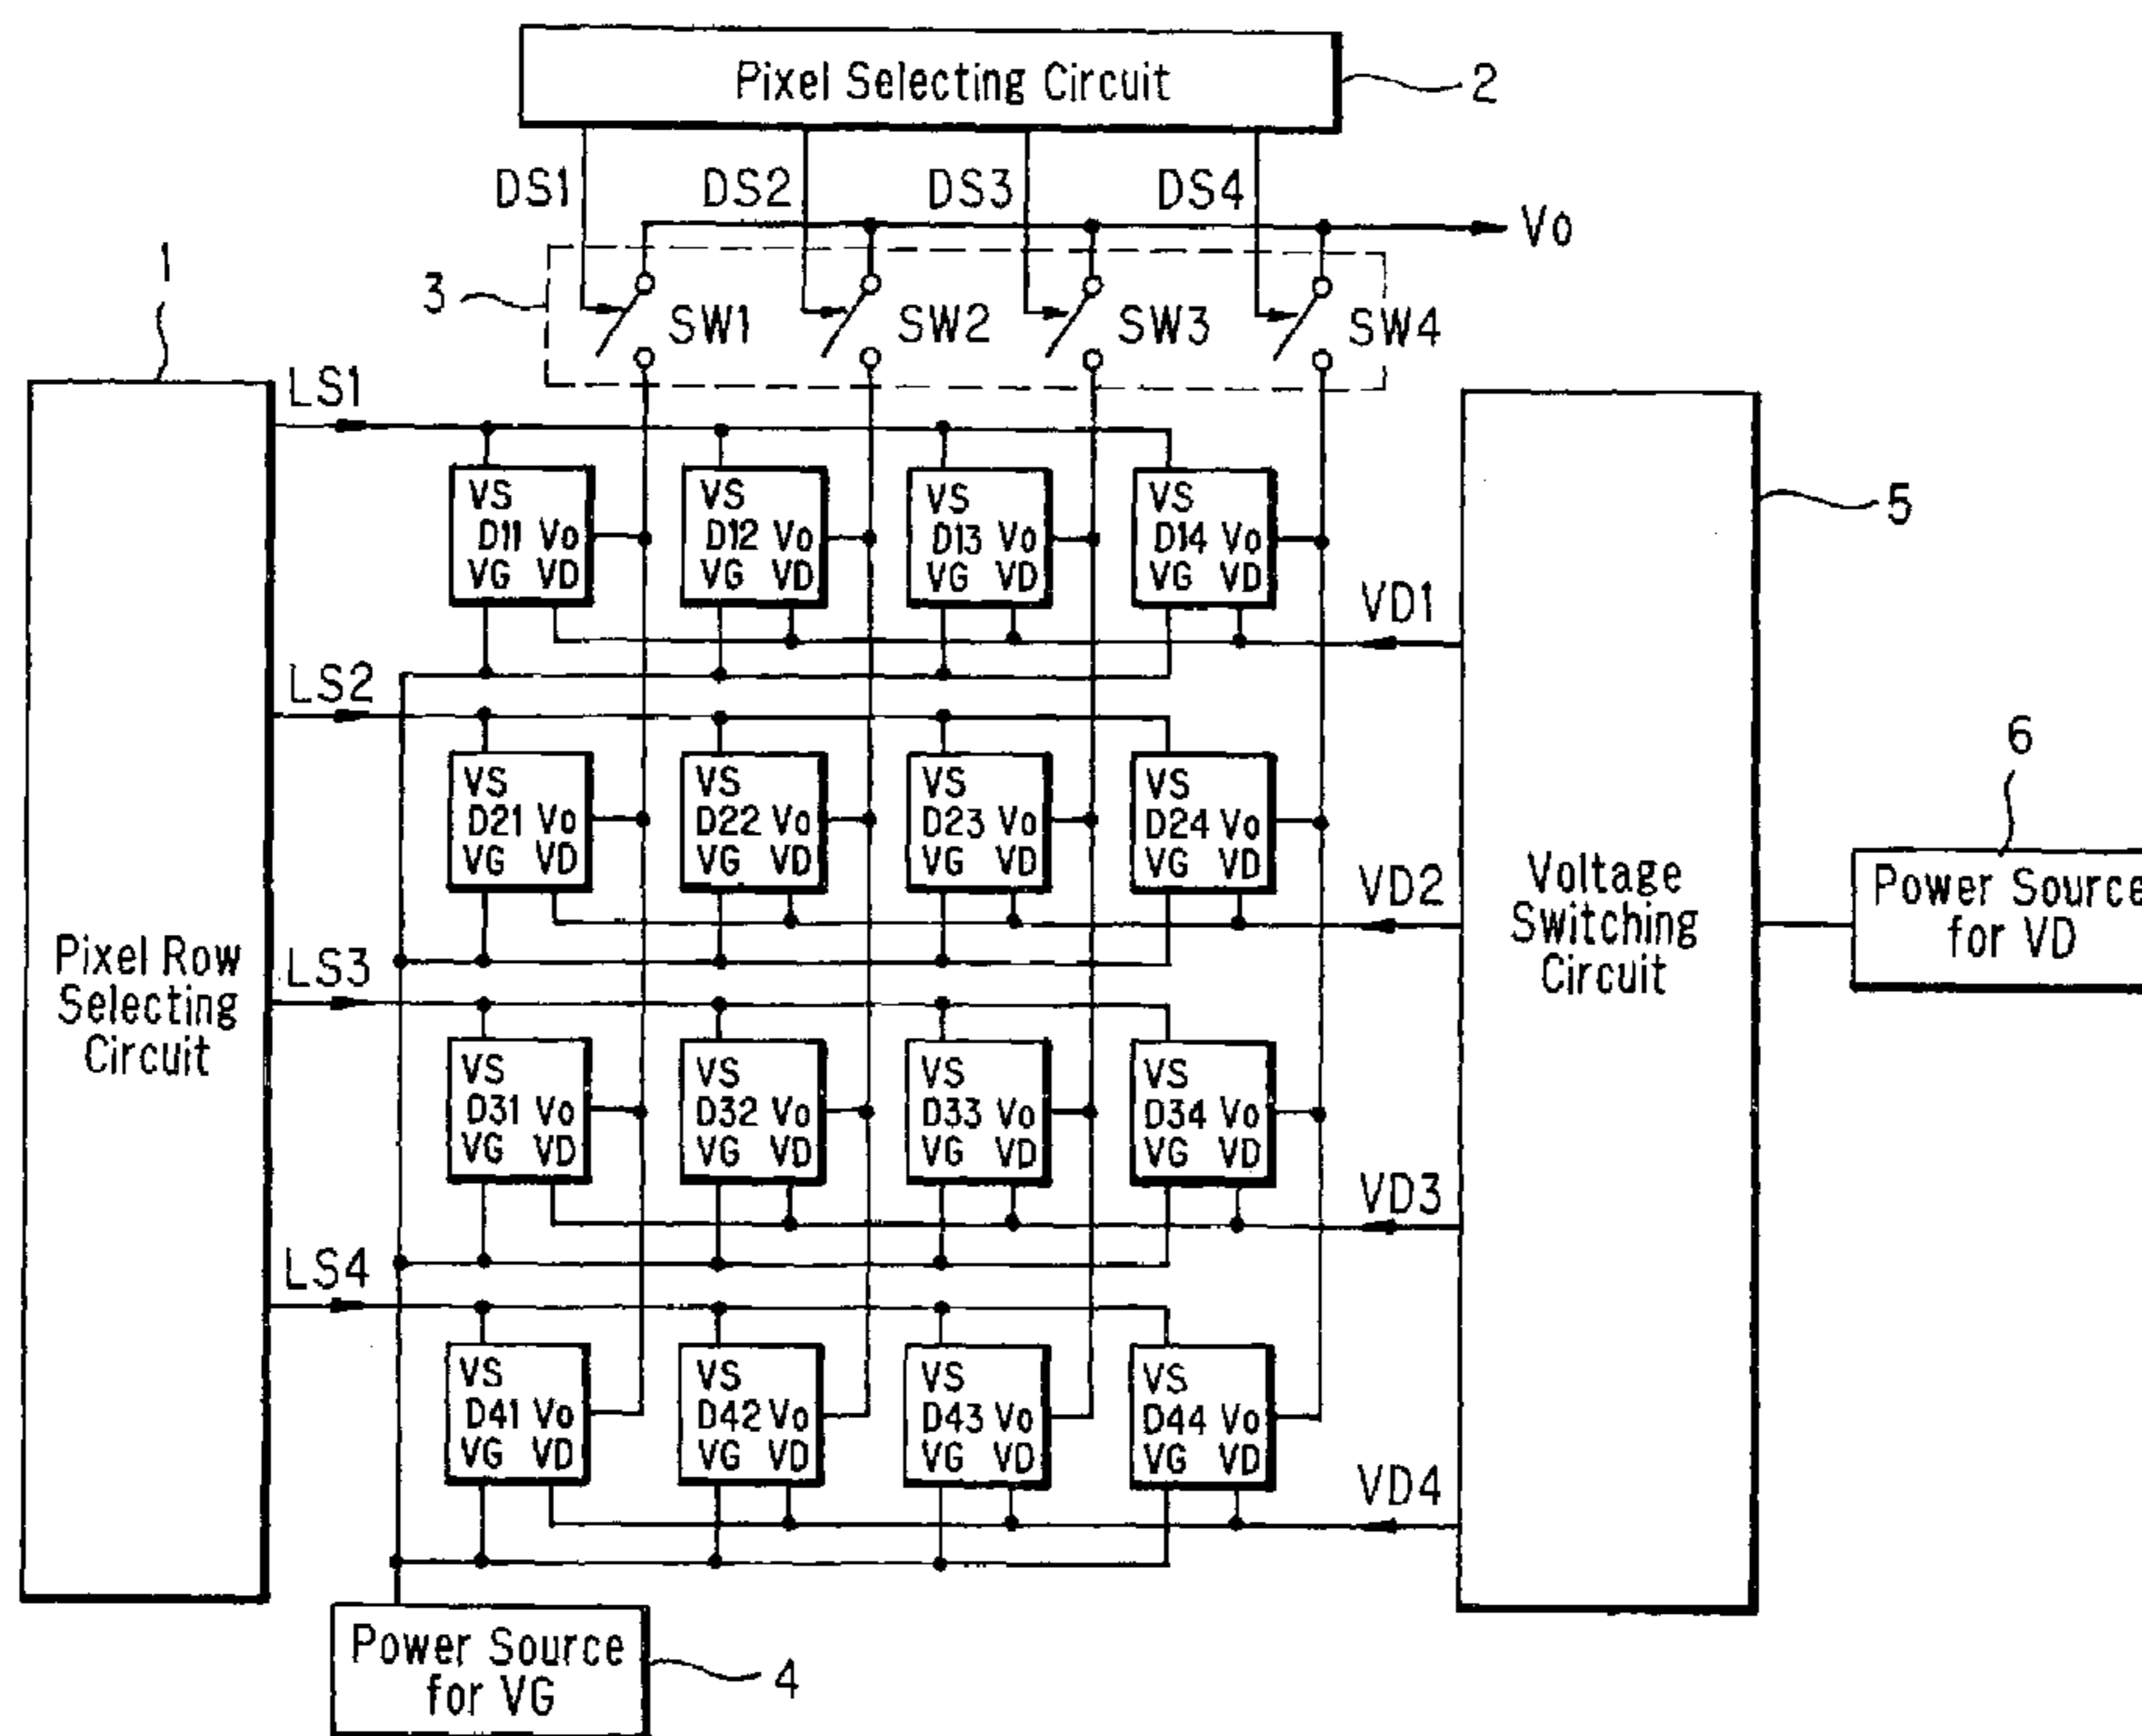 Pixel Selecting Circuit
2
DS1
DS2
DS3
DS4
Vo
1
3
SW1
SW2
SW3
SW4
LS1
VS
D11 Vo
VG VD
VS
D12 Vo
VG VD
VS
D13 Vo
VG VD
VS
D14 Vo
VG VD
5
VD1
LS2
VS
D21 Vo
VG VD
VS
D22 Vo
VG VD
VS
D23 Vo
VG VD
VS
D24 Vo
VG VD
VD2
Voltage
Switching
Circuit
6
Power Source
for VD
Pixel Row
Selecting
Circuit
LS3
VS
D31 Vo
VG VD
VS
D32 Vo
VG VD
VS
D33 Vo
VG VD
VS
D34 Vo
VG VD
VD3
LS4
VS
D41 Vo
VG VD
VS
D42 Vo
VG VD
VS
D43 Vo
VG VD
VS
D44 Vo
VG VD
VD4
Power Source
for VG
4